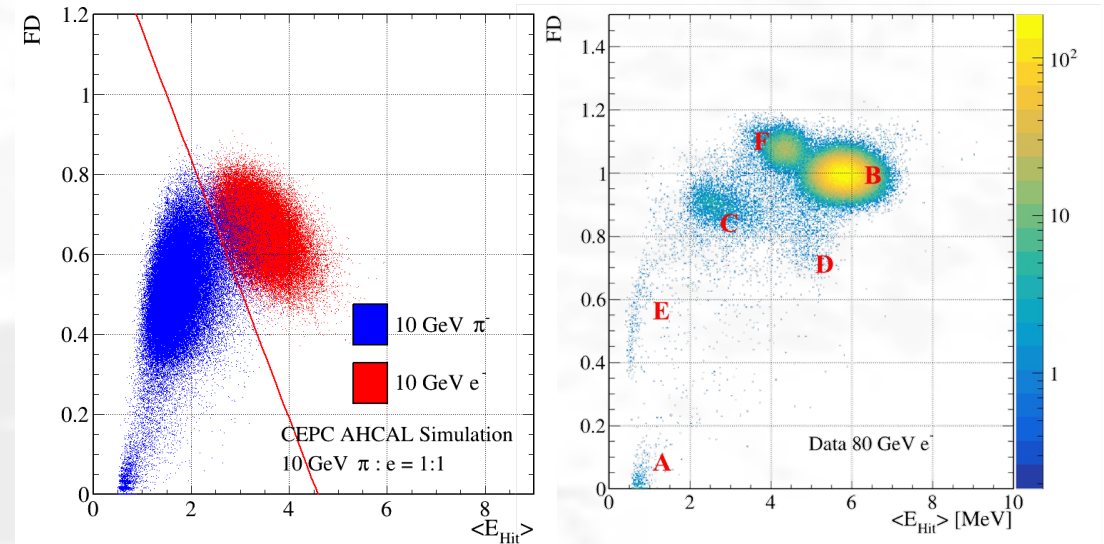 FD
1.2
1
0.8
0.6
0.4
0.2
0
0 2 4 6 8
<E_Hit>
10 GeV π⁻
10 GeV e⁻
CEPC AHCAL Simulation
10 GeV π : e = 1:1
FD
1.4
1.2
1
0.8
0.6
0.4
0.2
0
0 2 4 6 8 10
<E_Hit> [MeV]
F
B
C
D
E
A
Data 80 GeV e⁻
10²
10
1